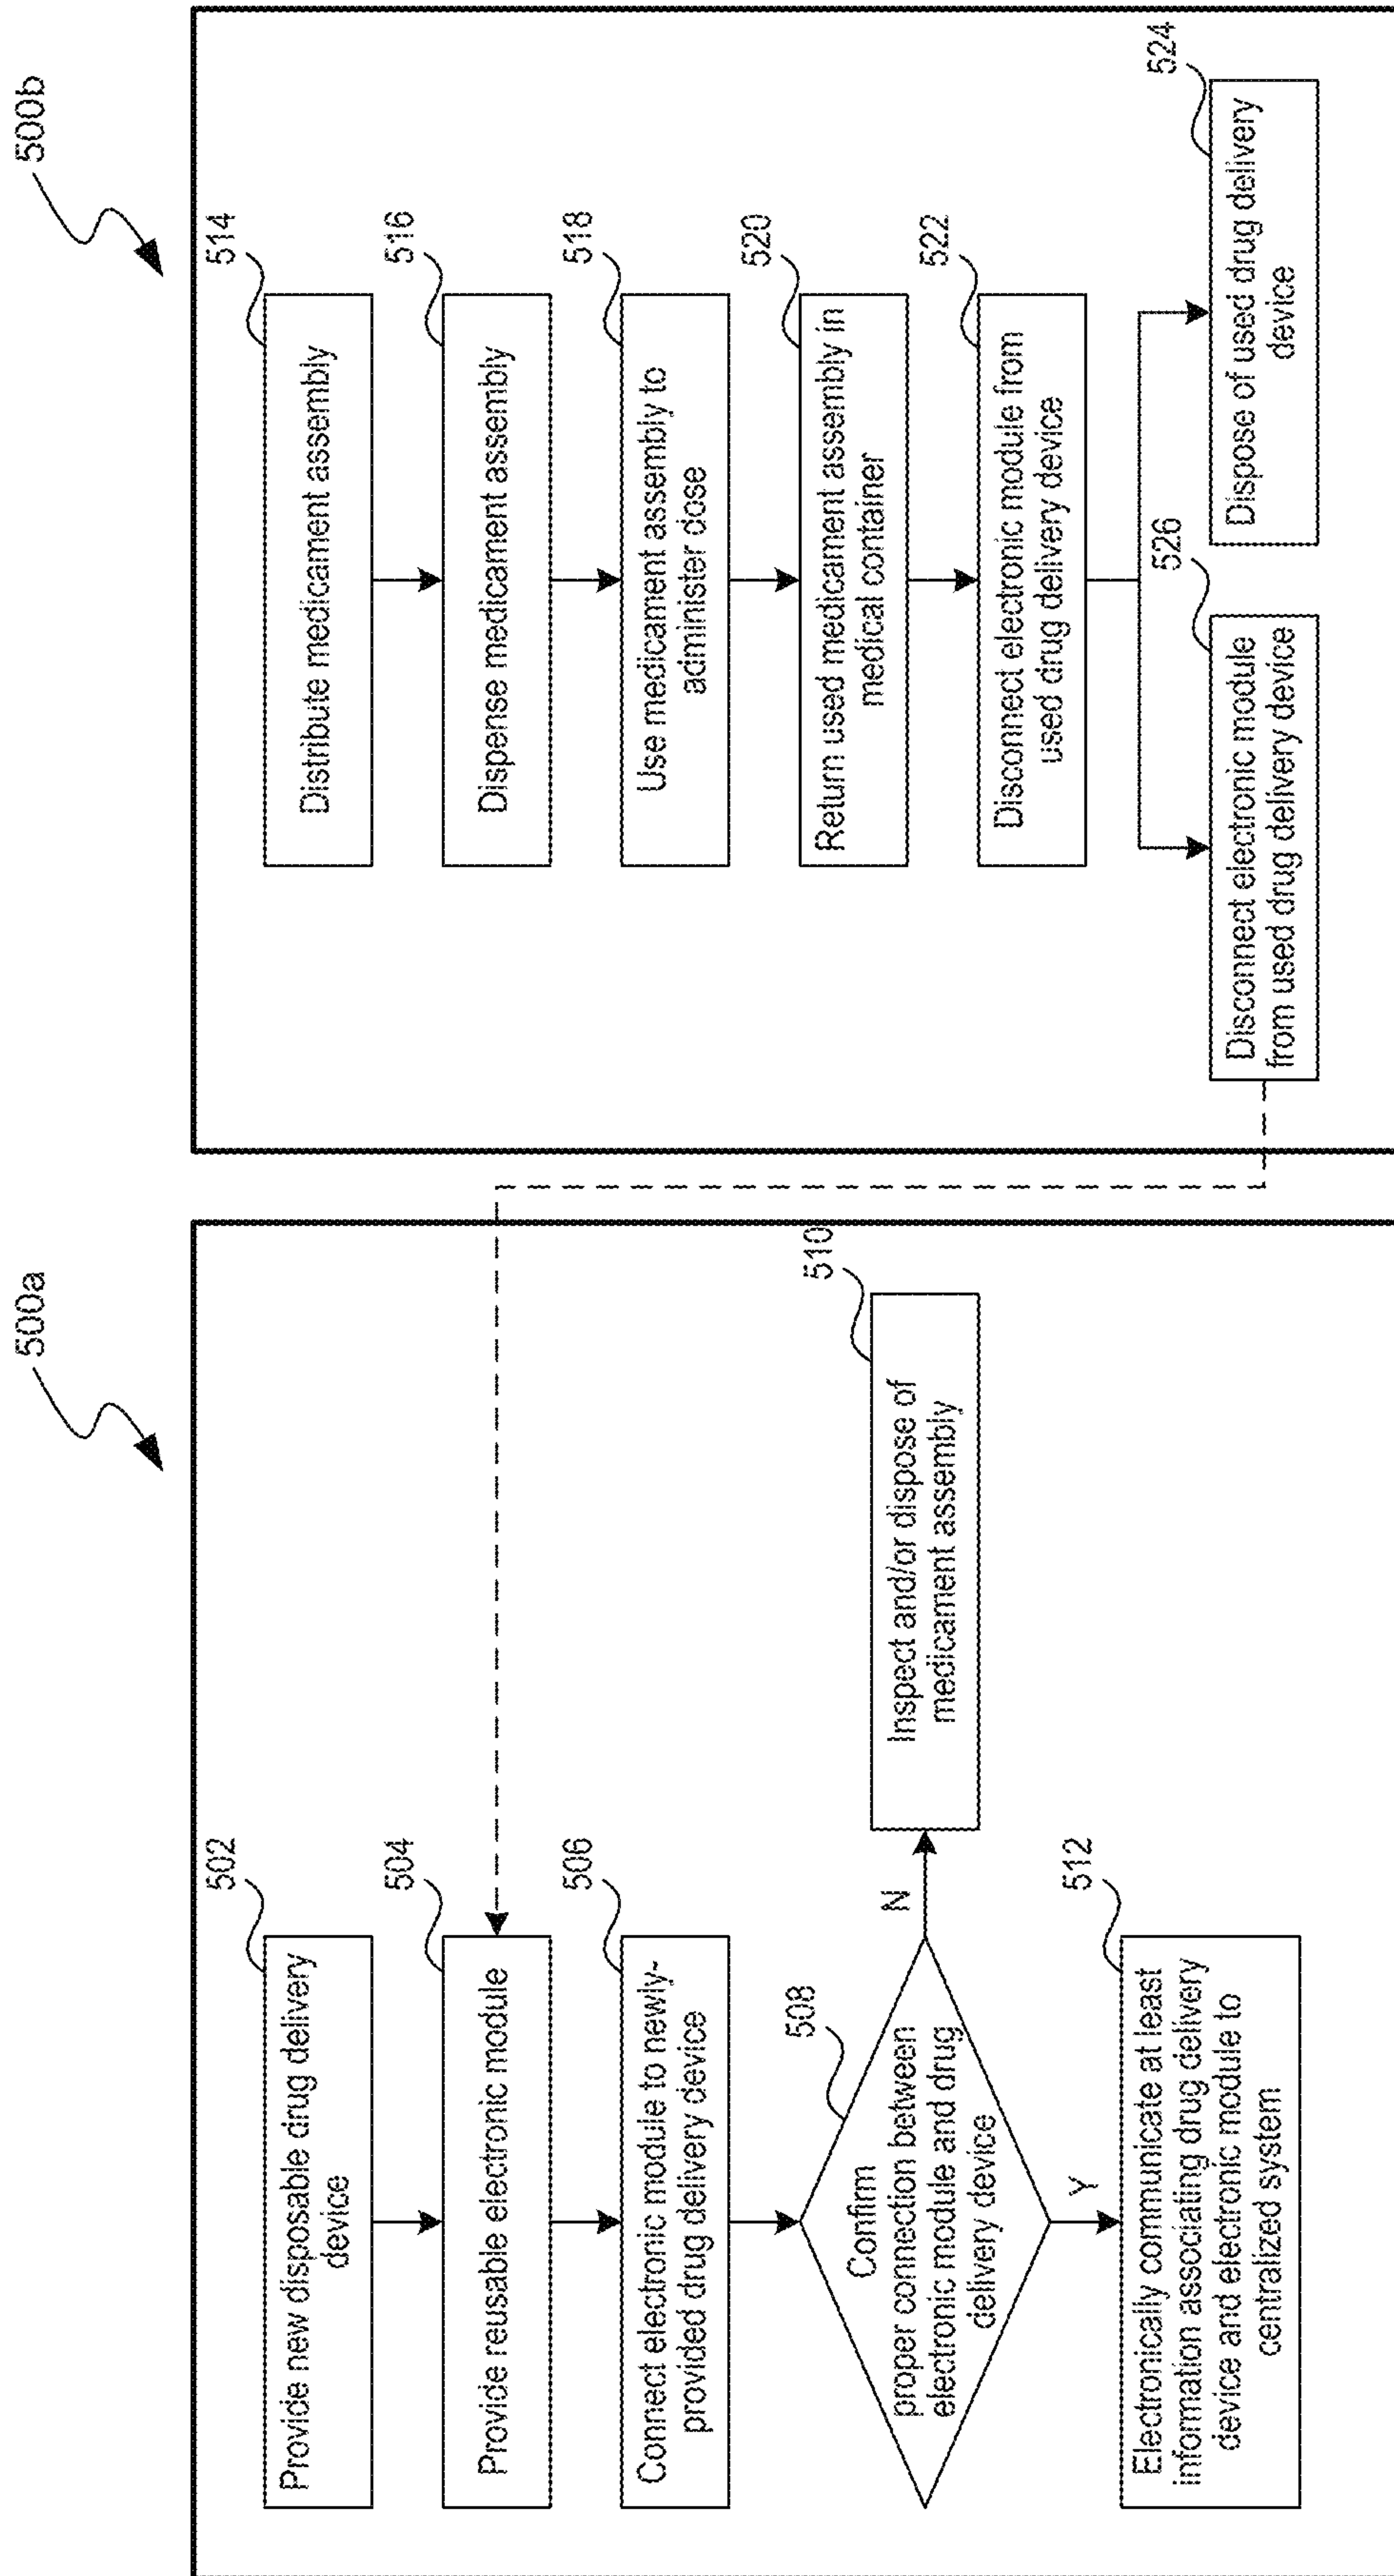 500a
502
Provide new disposable drug delivery
device
504
Provide reusable electronic module
506
Connect electronic module to newly-
provided drug delivery device
508
Confirm
proper connection between
electronic module and drug
delivery device
N
510
Inspect and/or dispose of
medicament assembly
Y
512
Electronically communicate at least
information associating drug delivery
device and electronic module to
centralized system
500b
514
Distribute medicament assembly
516
Dispense medicament assembly
518
Use medicament assembly to
administer dose
520
Return used medicament assembly in
medical container
522
Disconnect electronic module from
used drug delivery device
526
Disconnect electronic module
from used drug delivery device
524
Dispose of used drug delivery
device